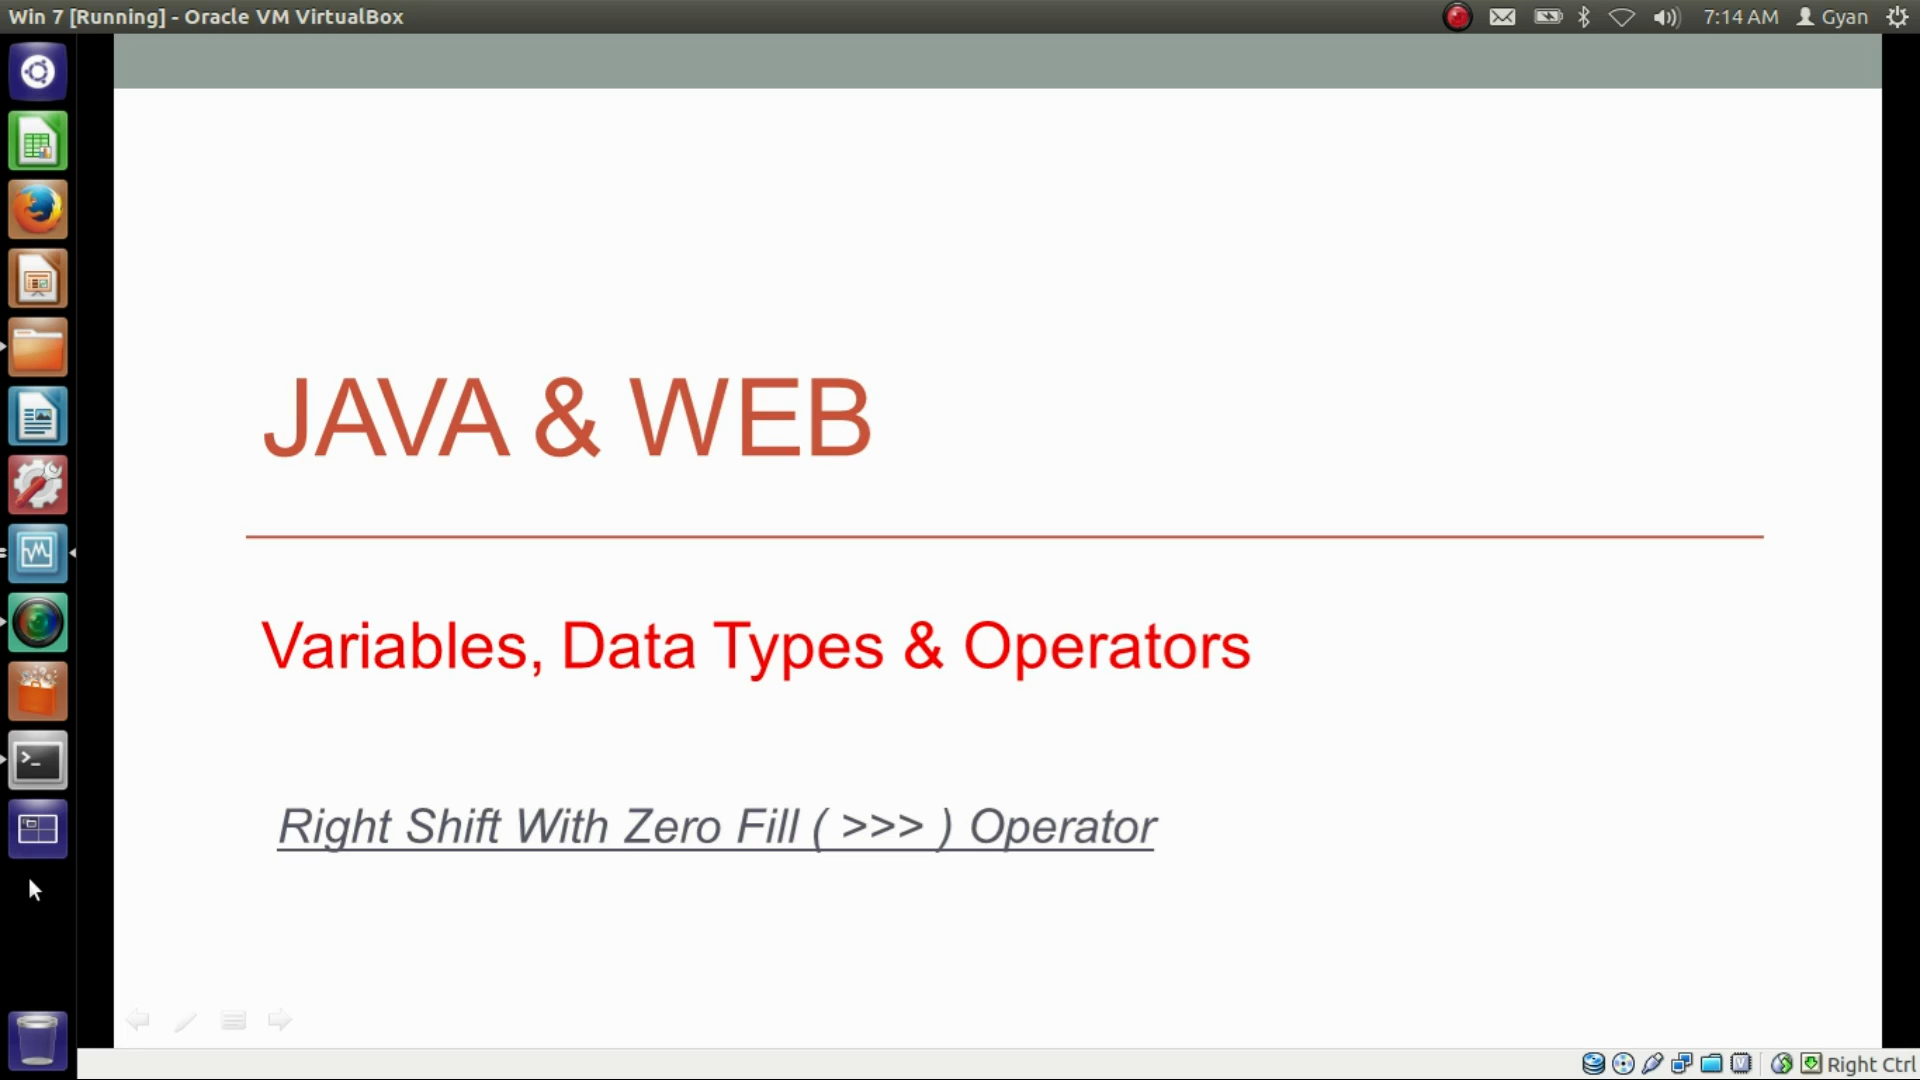 Win 7 [Running] - Oracle VM VirtualBox
7:14 AM
Gyan
JAVA & WEB
Variables, Data Types & Operators
Right Shift With Zero Fill ( >>> ) Operator
Right Ctrl